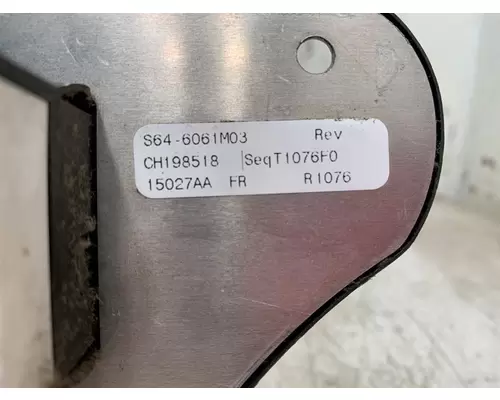 S64-6061M03 Rev
CH198518 |SeqT1076F0
15027AA FR R1076